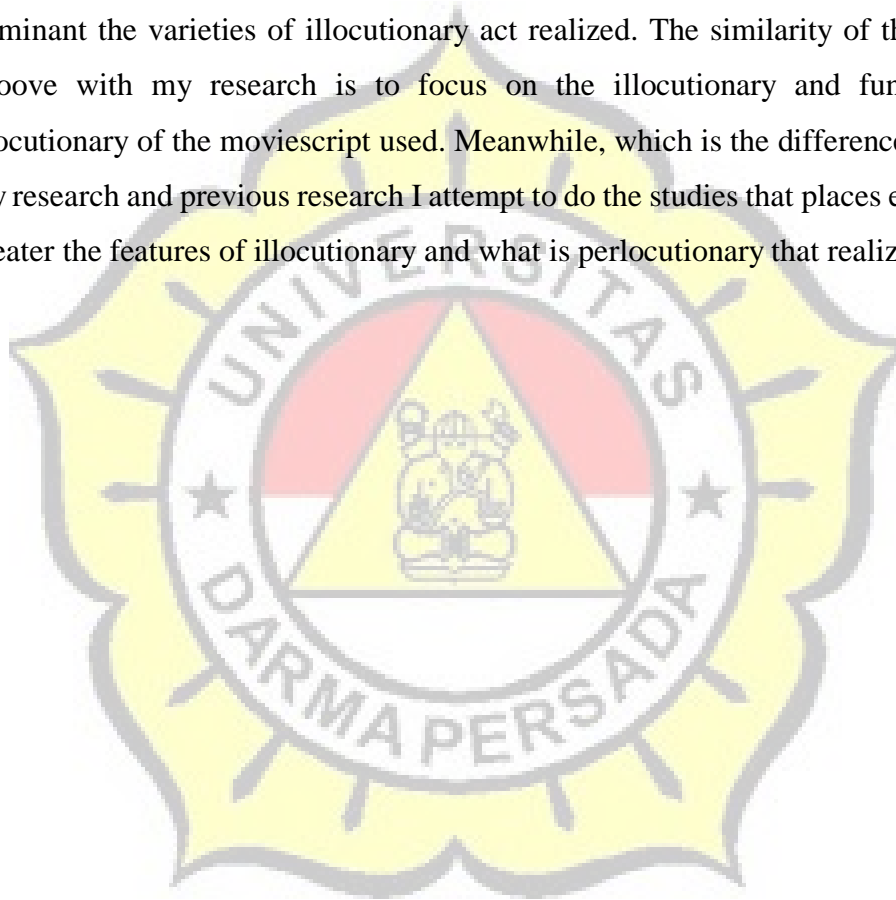 minant the varieties of illocutionary act realized. The similarity of th
oove with my research is to focus on the illocutionary and fun
ocutionary of the moviescript used. Meanwhile, which is the difference
y research and previous research I attempt to do the studies that places e
eater the features of illocutionary and what is perlocutionary that realiz
UNIVERSITAS
DARMA PERSADA